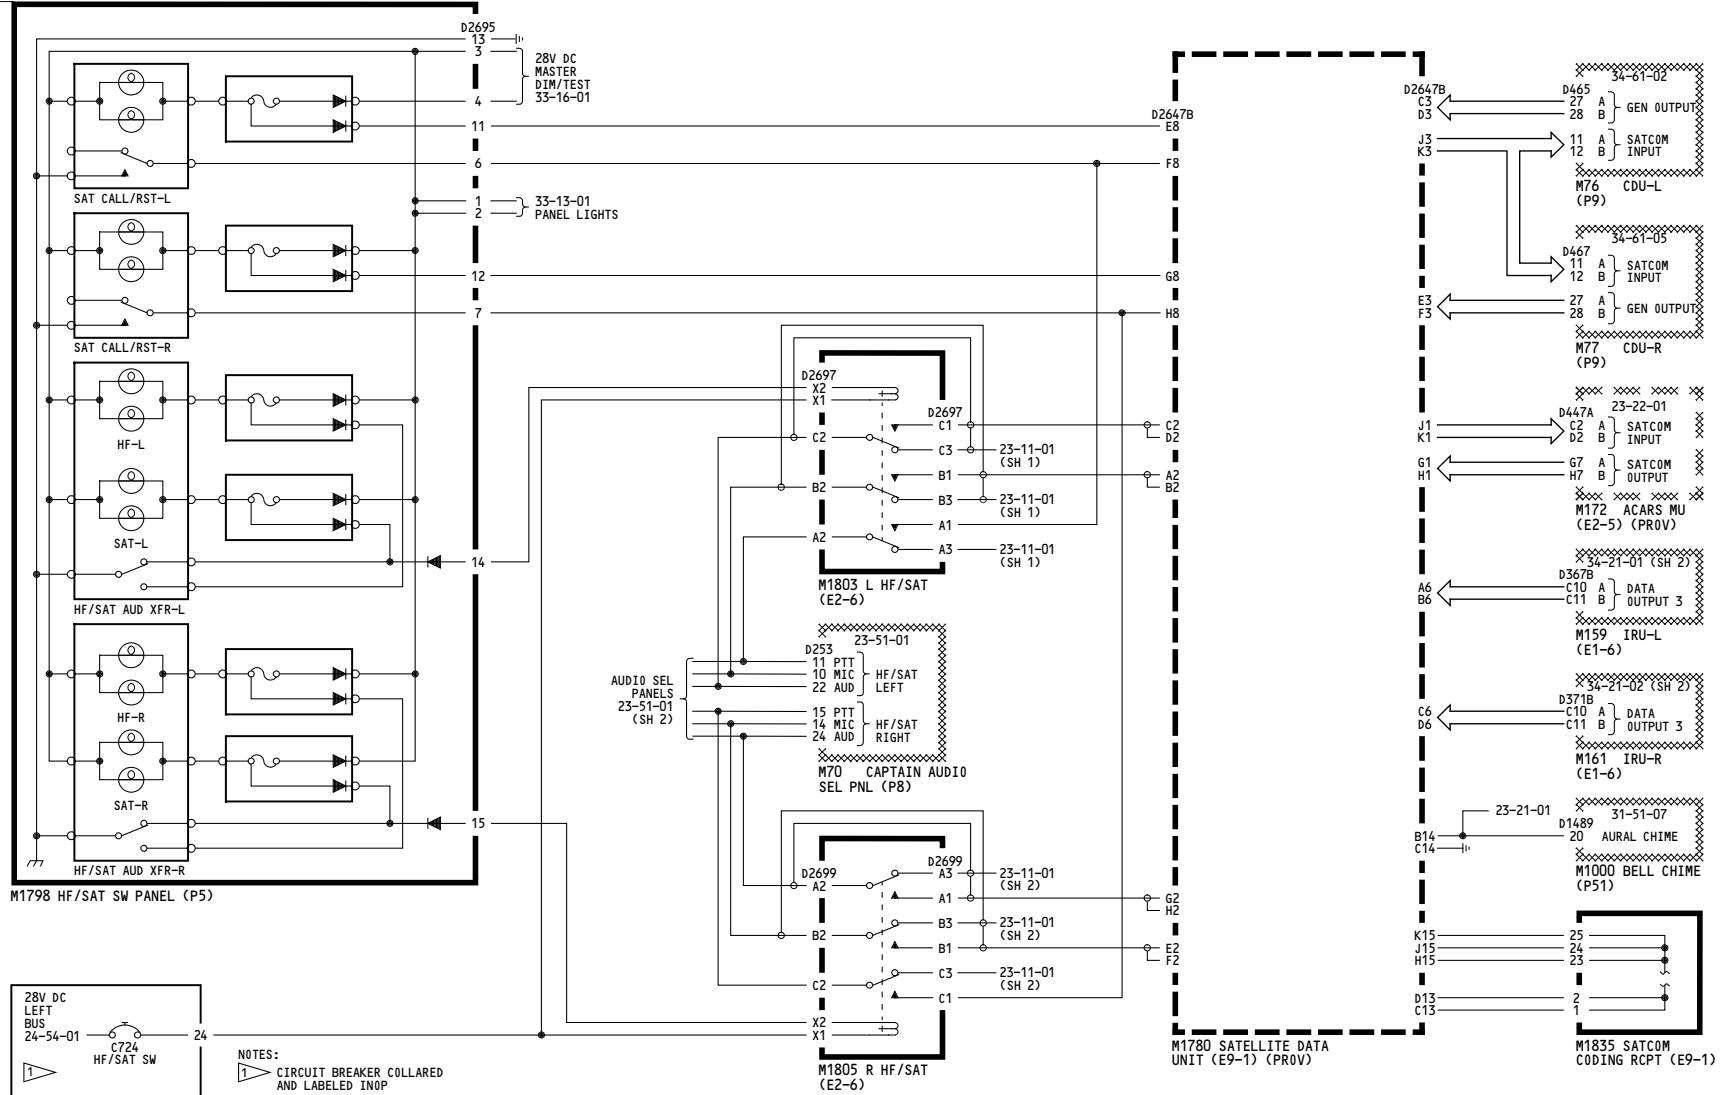 D2695
13
3
28V DC
MASTER
DIM/TEST
33-16-01
4
11
6
SAT CALL/RST-L
1
2
33-13-01
PANEL LIGHTS
12
7
SAT CALL/RST-R
HF-L
SAT-L
14
HF/SAT AUD XFR-L
HF-R
SAT-R
15
HF/SAT AUD XFR-R
M1798 HF/SAT SW PANEL (P5)
28V DC
LEFT
BUS
24-54-01
C724
HF/SAT SW
24
1
NOTES:
1 CIRCUIT BREAKER COLLARED
AND LABELED INOP
D2697
X2
X1
D2697
C2
C1
C3
23-11-01
(SH 1)
B2
B1
B3
23-11-01
(SH 1)
A2
A1
A3
23-11-01
(SH 1)
M1803 L HF/SAT
(E2-6)
AUDIO SEL
PANELS
23-51-01
(SH 2)
23-51-01
D253
11 PTT
10 MIC
22 AUD
HF/SAT
LEFT
15 PTT
14 MIC
24 AUD
HF/SAT
RIGHT
M70 CAPTAIN AUDIO
SEL PNL (P8)
D2699
D2699
A2
A3
23-11-01
(SH 2)
A1
B2
B3
23-11-01
(SH 2)
B1
C2
C3
23-11-01
(SH 2)
C1
X2
X1
M1805 R HF/SAT
(E2-6)
D2647B
E8
F8
G8
H8
C2
D2
A2
B2
G2
H2
E2
F2
M1780 SATELLITE DATA
UNIT (E9-1) (PROV)
D2647B
C3
D3
J3
K3
E3
F3
J1
K1
G1
H1
A6
B6
C6
D6
B14
C14
K15
J15
H15
D13
C13
34-61-02
D465
27 A
28 B
GEN OUTPUT
11 A
12 B
SATCOM
INPUT
M76 CDU-L
(P9)
34-61-05
D467
11 A
12 B
SATCOM
INPUT
27 A
28 B
GEN OUTPUT
M77 CDU-R
(P9)
D447A
23-22-01
C2 A
D2 B
SATCOM
INPUT
G7 A
H7 B
SATCOM
OUTPUT
M172 ACARS MU
(E2-5) (PROV)
34-21-01 (SH 2)
D367B
C10 A
C11 B
DATA
OUTPUT 3
M159 IRU-L
(E1-6)
34-21-02 (SH 2)
D371B
C10 A
C11 B
DATA
OUTPUT 3
M161 IRU-R
(E1-6)
23-21-01
31-51-07
D1489
20
AURAL CHIME
M1000 BELL CHIME
(P51)
25
24
23
2
1
M1835 SATCOM
CODING RCPT (E9-1)